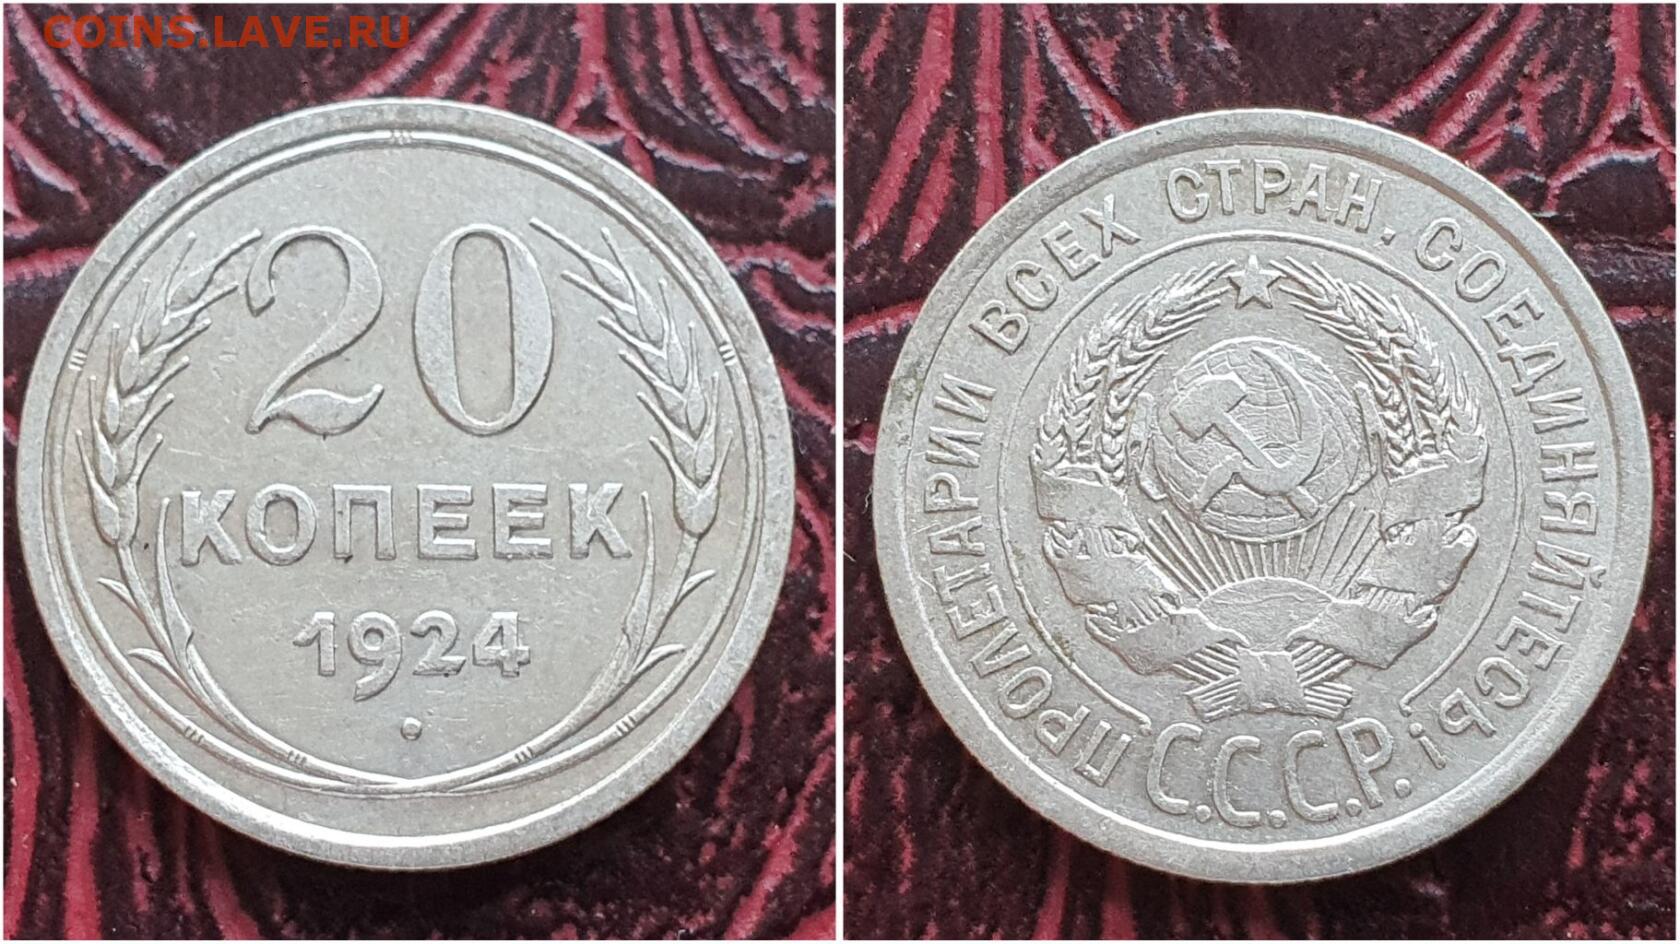 COINS.LAVE.RU
20
КОПЕЕК
1924
ПРОЛЕТАРИИ ВСЕХ СТРАН. СОЕДИНЯЙТЕСЬ!
С.С.С.Р.